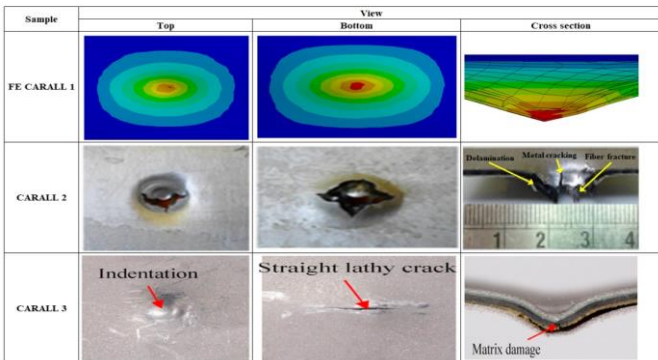 Sample
View
Top
Bottom
Cross section
FE CARALL 1
CARALL 2
Delamination
Metal cracking
Fiber fracture
1 2 3 4
CARALL 3
Indentation
Straight lathy crack
Matrix damage